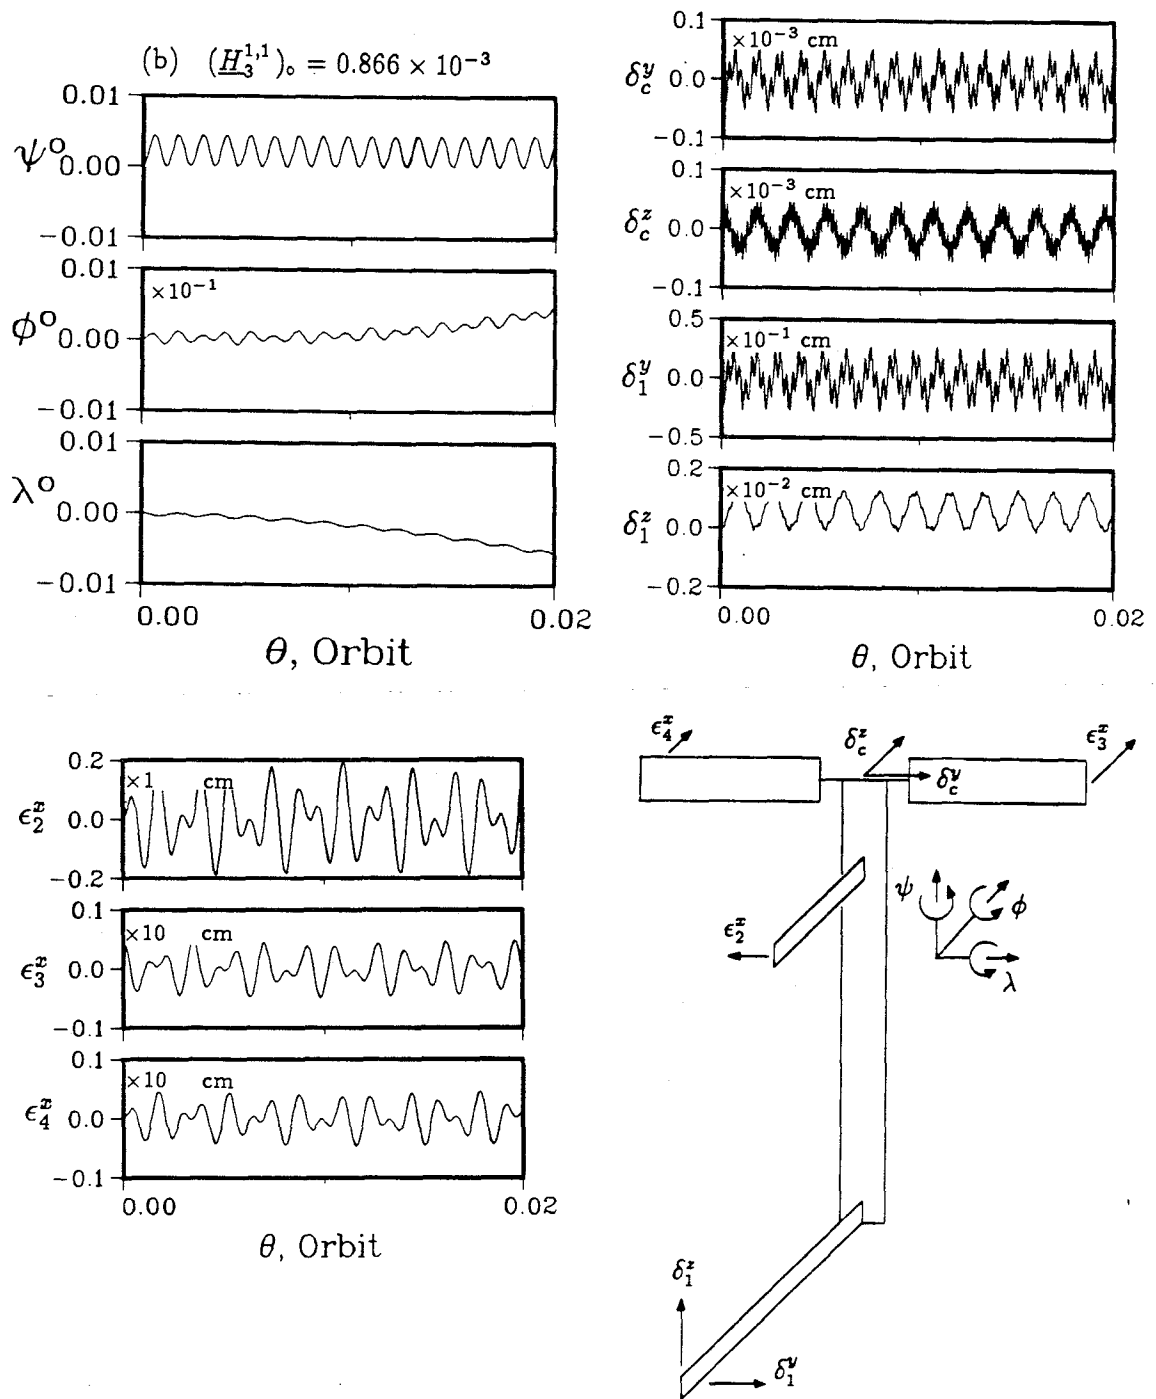 (b) (H₃¹,¹)ₒ = 0.866 × 10⁻³
0.01
ψ° 0.00
−0.01
0.01
×10⁻¹
ϕ° 0.00
−0.01
0.01
λ° 0.00
−0.01
0.00 0.02
θ, Orbit
0.1
×10⁻³ cm
δ_c^y 0.0
−0.1
0.1
×10⁻³ cm
δ_c^z 0.0
−0.1
0.5
×10⁻¹ cm
δ_1^y 0.0
−0.5
0.2
×10⁻² cm
δ_1^z 0.0
−0.2
0.00 0.02
θ, Orbit
0.2
×1 cm
ϵ_2^x 0.0
−0.2
0.1
×10 cm
ϵ_3^x 0.0
−0.1
0.1
×10 cm
ϵ_4^x 0.0
−0.1
0.00 0.02
θ, Orbit
ϵ_4^x δ_c^z ϵ_3^x
δ_c^y
ψ ϕ
ϵ_2^x
λ
δ_1^z
δ_1^y